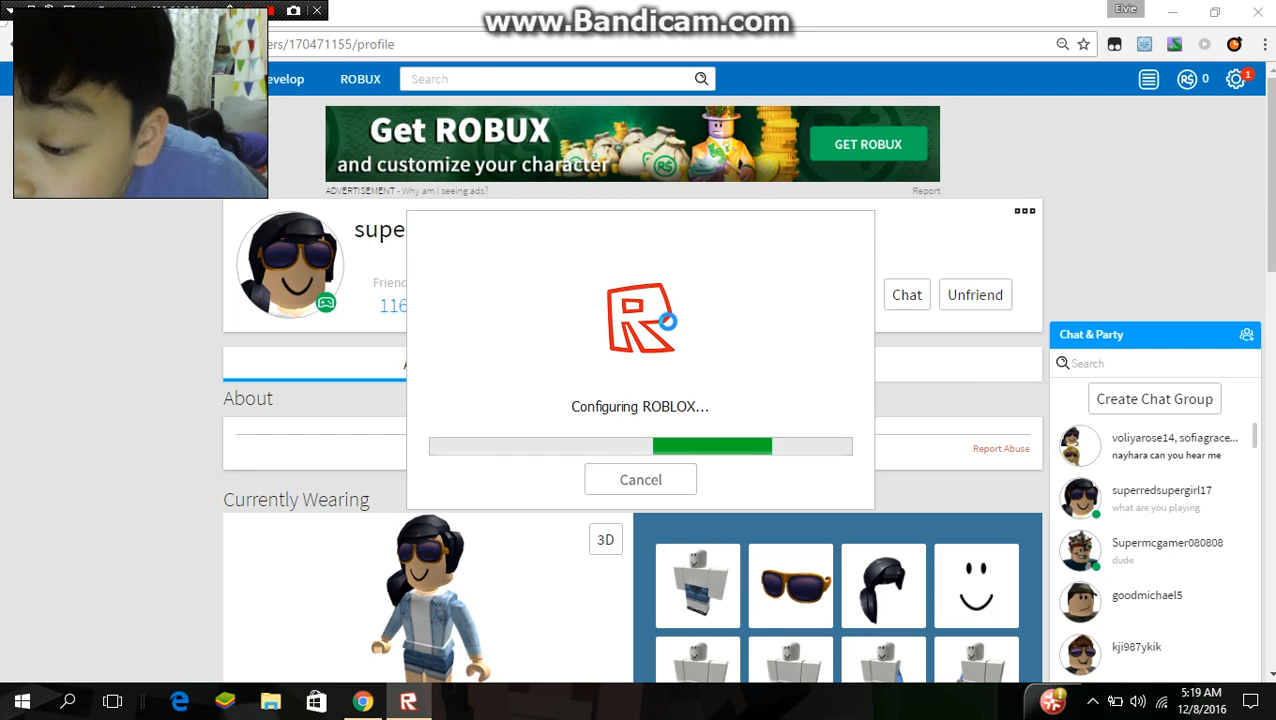 www.Bandicam.com
Elvie
ers/170471155/profile
evelop
ROBUX
Search
R$ 0
1
Get ROBUX
and customize your character
GET ROBUX
ADVERTISEMENT - Why am I seeing ads?
Report
supe
Friend
116
Chat
Unfriend
Configuring ROBLOX...
Cancel
About
Report Abuse
Currently Wearing
3D
Chat & Party
Search
Create Chat Group
voliyarose14, sofiagrace...
nayhara can you hear me
superredsupergirl17
what are you playing
Supermcgamer080808
dude
goodmichael5
kji987ykik
5:19 AM
12/8/2016